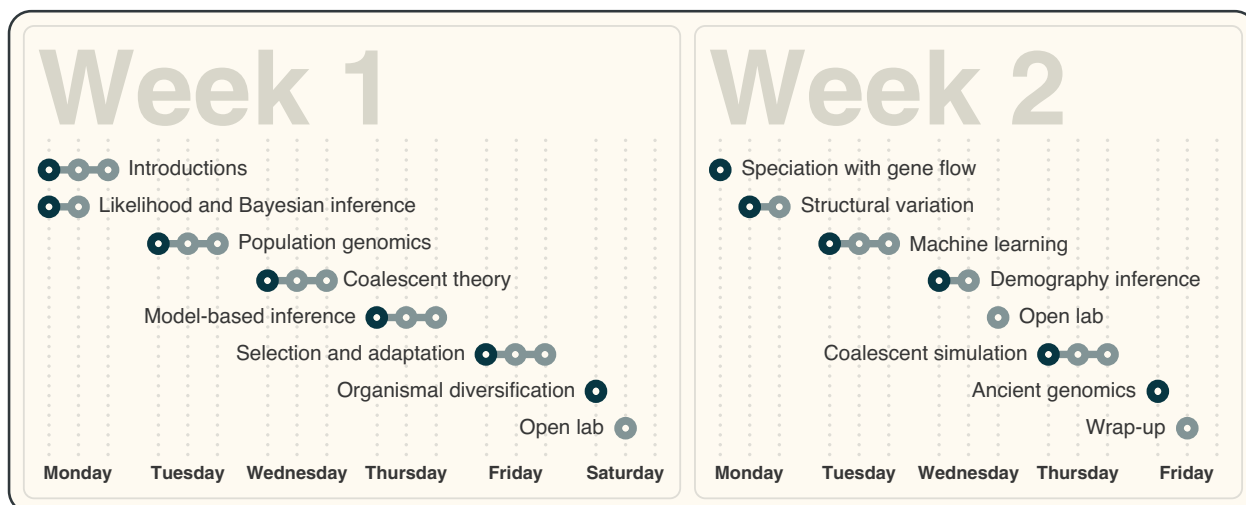 Week 1
Introductions
Likelihood and Bayesian inference
Population genomics
Coalescent theory
Model-based inference
Selection and adaptation
Organismal diversification
Open lab
Monday Tuesday Wednesday Thursday Friday Saturday
Week 2
Speciation with gene flow
Structural variation
Machine learning
Demography inference
Open lab
Coalescent simulation
Ancient genomics
Wrap-up
Monday Tuesday Wednesday Thursday Friday